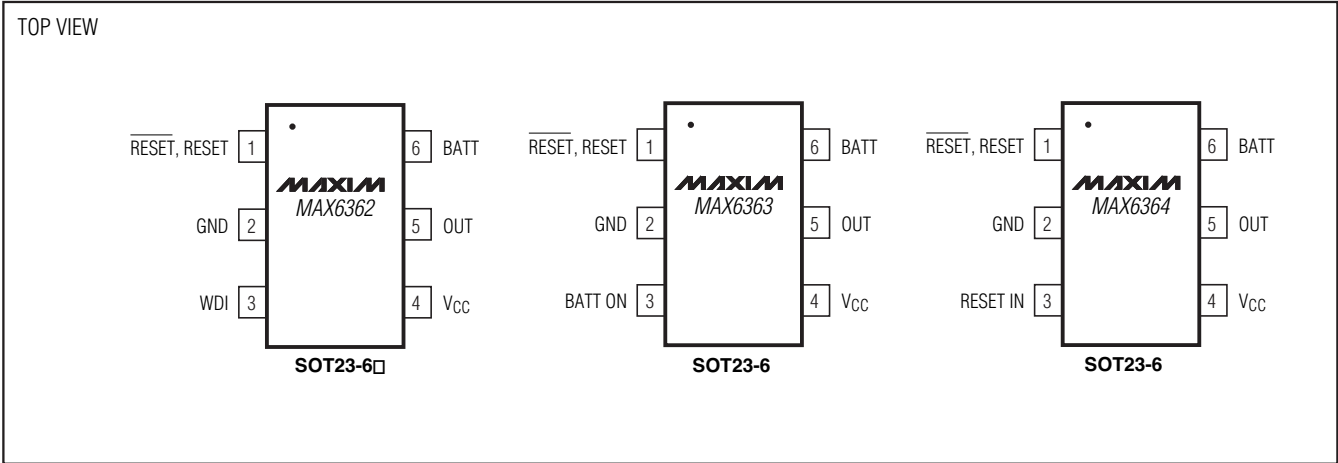 TOP VIEW
RESET, RESET 1
6 BATT
MAXIM
MAX6362
GND 2
5 OUT
WDI 3
4 VCC
SOT23-6□
RESET, RESET 1
6 BATT
MAXIM
MAX6363
GND 2
5 OUT
BATT ON 3
4 VCC
SOT23-6
RESET, RESET 1
6 BATT
MAXIM
MAX6364
GND 2
5 OUT
RESET IN 3
4 VCC
SOT23-6